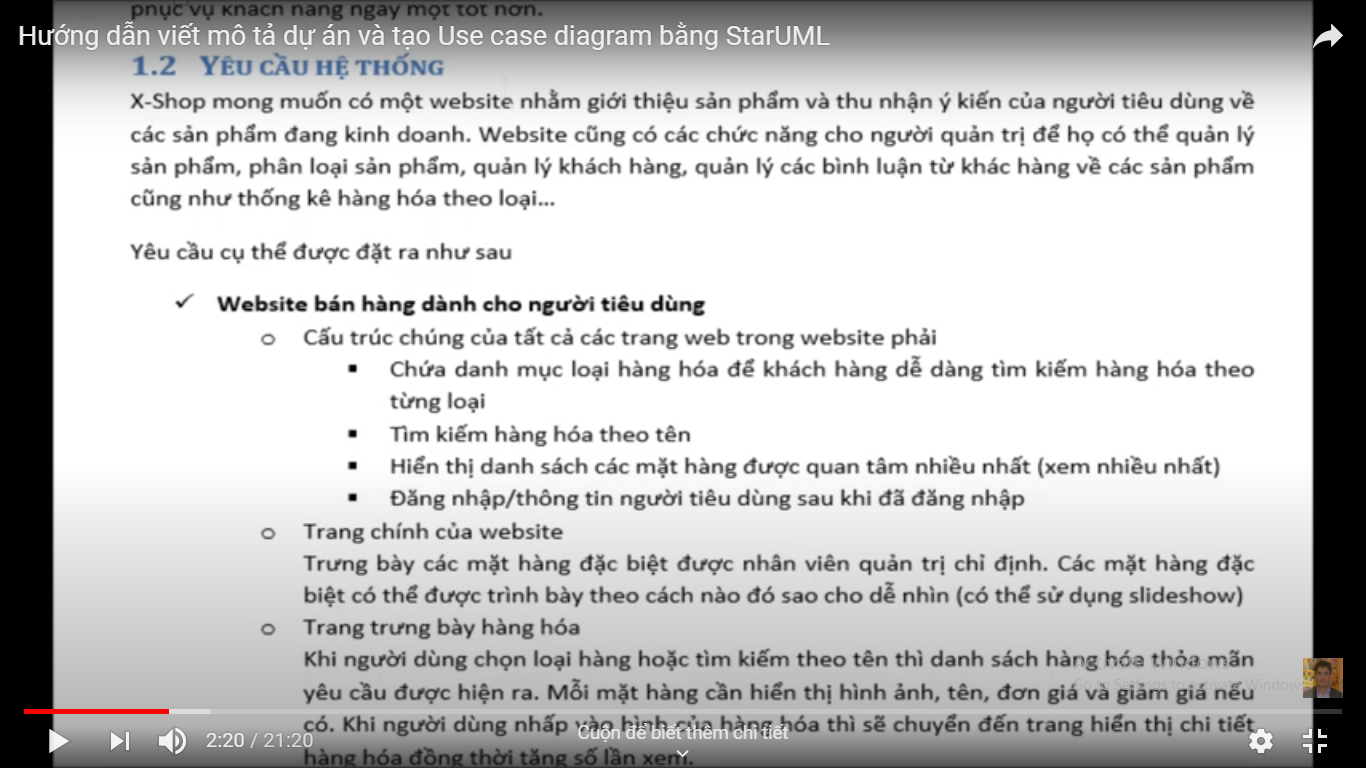 phục vụ khách hàng ngày một tốt hơn.
Hướng dẫn viết mô tả dự án và tạo Use case diagram bằng StarUML
1.2 YÊU CẦU HỆ THỐNG
X-Shop mong muốn có một website nhằm giới thiệu sản phẩm và thu nhận ý kiến của người tiêu dùng về
các sản phẩm đang kinh doanh. Website cũng có các chức năng cho người quản trị để họ có thể quản lý
sản phẩm, phân loại sản phẩm, quản lý khách hàng, quản lý các bình luận từ khác hàng về các sản phẩm
cũng như thống kê hàng hóa theo loại...
Yêu cầu cụ thể được đặt ra như sau
✓ Website bán hàng dành cho người tiêu dùng
o Cấu trúc chúng của tất cả các trang web trong website phải
▪ Chứa danh mục loại hàng hóa để khách hàng dễ dàng tìm kiếm hàng hóa theo
từng loại
▪ Tìm kiếm hàng hóa theo tên
▪ Hiển thị danh sách các mặt hàng được quan tâm nhiều nhất (xem nhiều nhất)
▪ Đăng nhập/thông tin người tiêu dùng sau khi đã đăng nhập
o Trang chính của website
Trưng bày các mặt hàng đặc biệt được nhân viên quản trị chỉ định. Các mặt hàng đặc
biệt có thể được trình bày theo cách nào đó sao cho dễ nhìn (có thể sử dụng slideshow)
o Trang trưng bày hàng hóa
Khi người dùng chọn loại hàng hoặc tìm kiếm theo tên thì danh sách hàng hóa thỏa mãn
yêu cầu được hiện ra. Mỗi mặt hàng cần hiển thị hình ảnh, tên, đơn giá và giảm giá nếu
có. Khi người dùng nhấp vào hình của hàng hóa thì sẽ chuyển đến trang hiển thị chi tiết
hàng hóa đồng thời tăng số lần xem.
Activate Windows
Go to Settings to activate Windows
2:20 / 21:20
Cuộn để biết thêm chi tiết